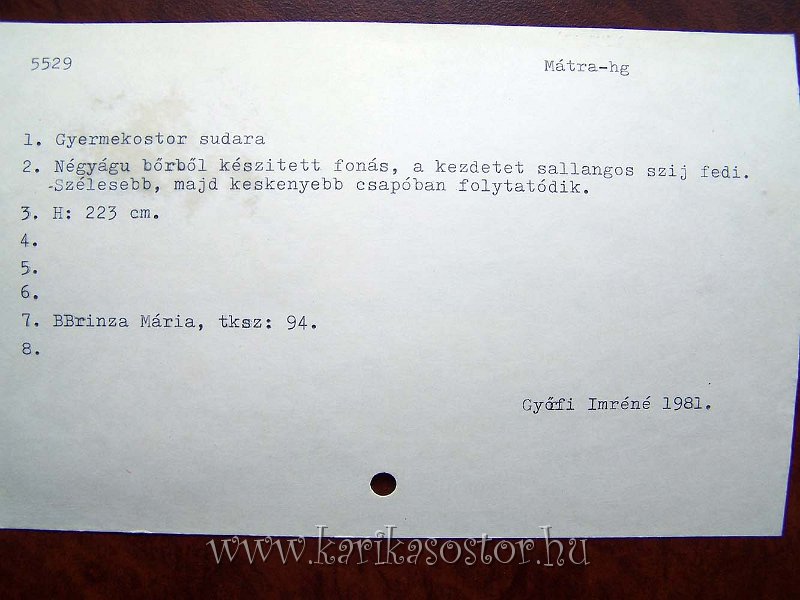 5529
Mátra-hg
1. Gyermekostor sudara
2. Négyágu bőrből készitett fonás, a kezdetet sallangos szij fedi.
-Szélesebb, majd keskenyebb csapóban folytatódik.
3. H: 223 cm.
4.
5.
6.
7. BBrinza Mária, tksz: 94.
8.
Győrfi Imréné 1981.
www.karikasostor.hu